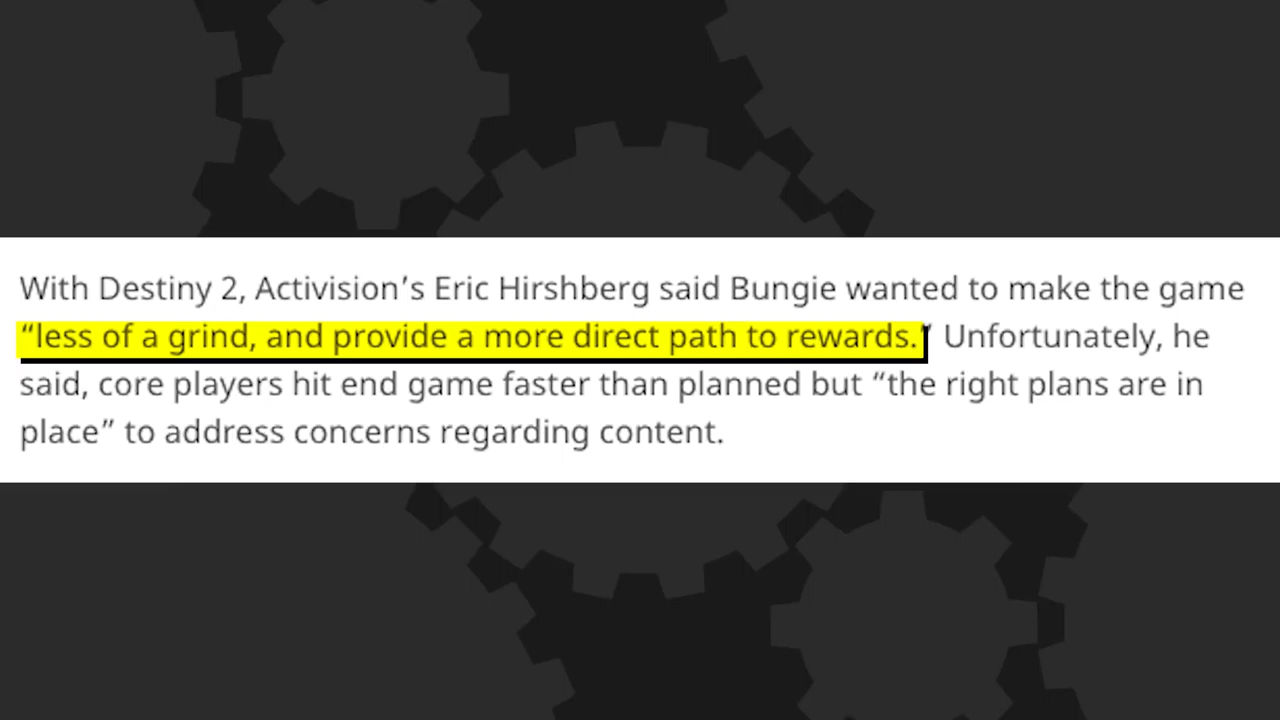 With Destiny 2, Activision’s Eric Hirshberg said Bungie wanted to make the game
“less of a grind, and provide a more direct path to rewards.” Unfortunately, he
said, core players hit end game faster than planned but “the right plans are in
place” to address concerns regarding content.